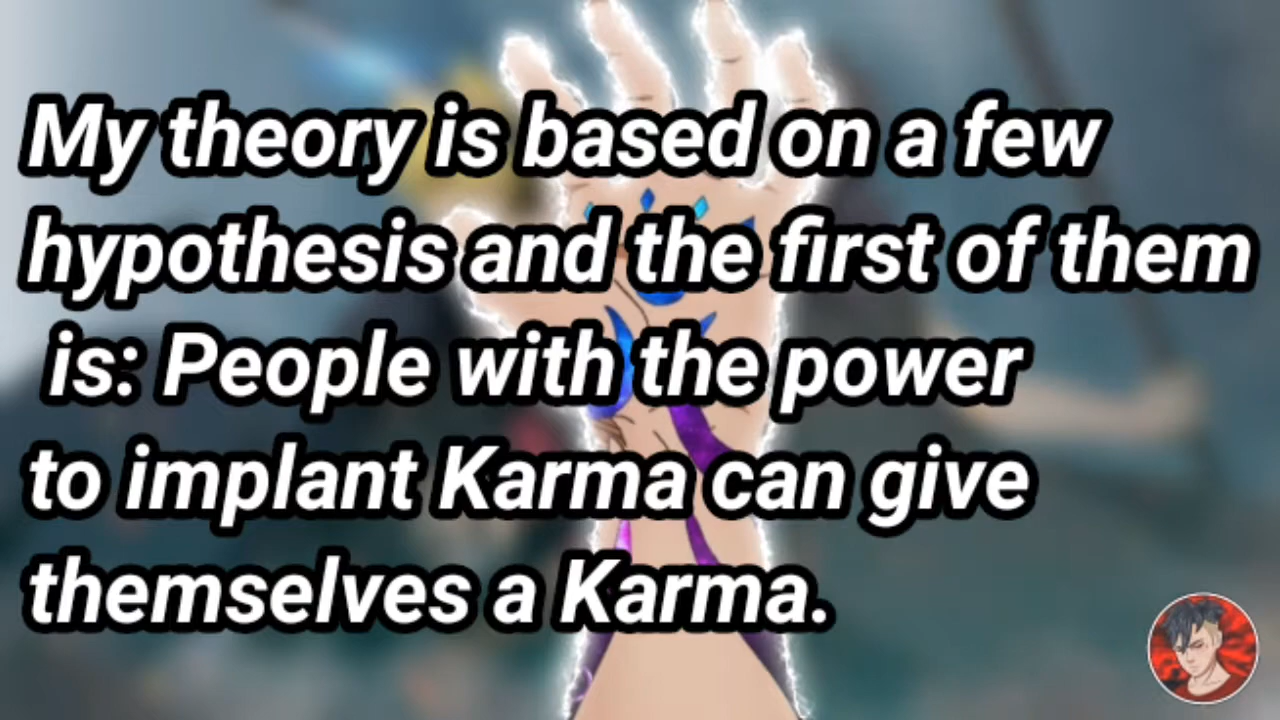 My theory is based on a few
hypothesis and the first of them
is: People with the power
to implant Karma can give
themselves a Karma.